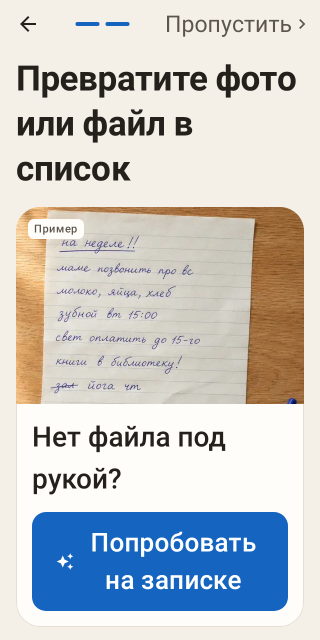 Пропустить
Превратите фото
или файл в
список
Пример
на неделе!!
маме позвонить про вс
молоко, яйца, хлеб
зубной вт 15:00
свет оплатить до 15-го
книги в библиотеку!
зал йога чт
Нет файла под
рукой?
Попробовать
на записке